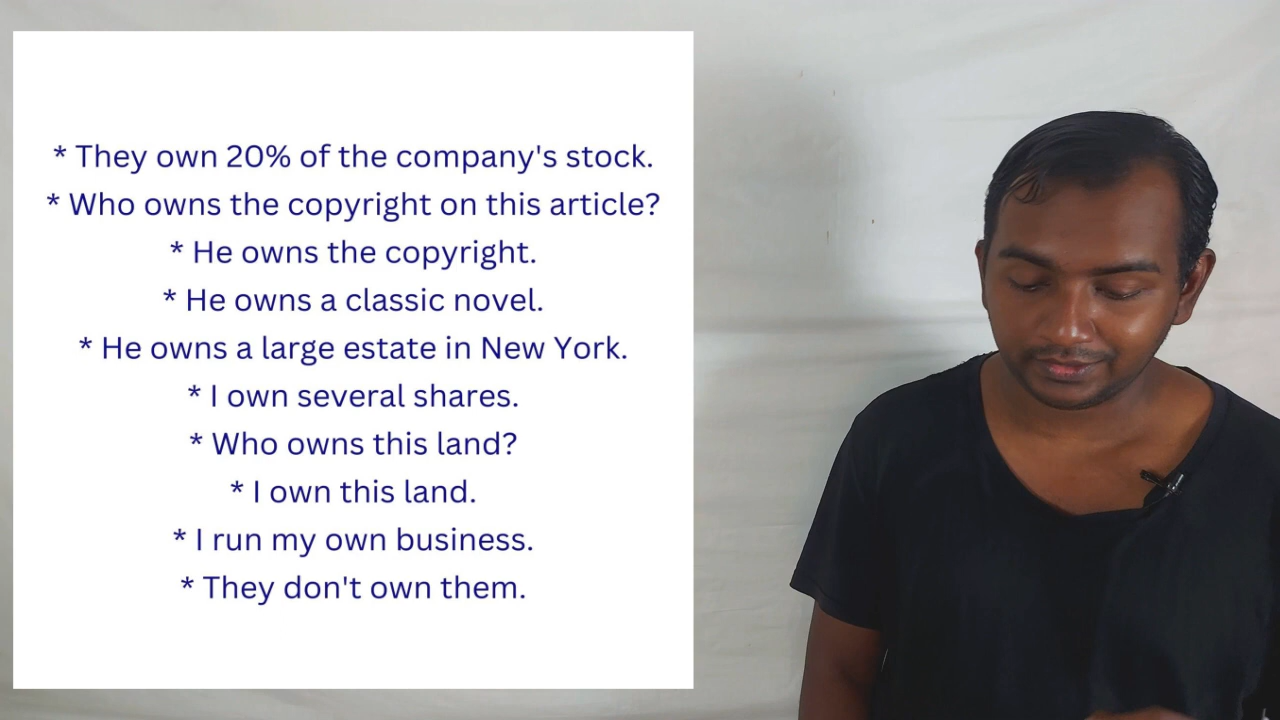 * They own 20% of the company's stock.
* Who owns the copyright on this article?
* He owns the copyright.
* He owns a classic novel.
* He owns a large estate in New York.
* I own several shares.
* Who owns this land?
* I own this land.
* I run my own business.
* They don't own them.